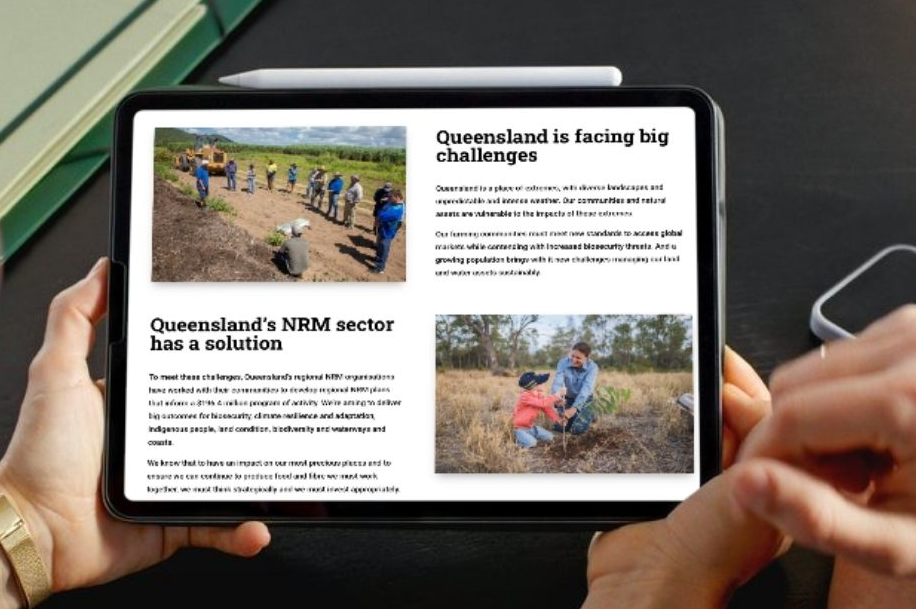 Queensland is facing big
challenges
Queensland is a place of extremes, with diverse landscapes and
unpredictable and intense weather. Our communities and natural
assets are vulnerable to the impacts of these extremes.
Our farming communities must meet new standards to access global
markets while contending with increased biosecurity threats. And a
growing population brings with it new challenges managing our land
and water assets sustainably.
Queensland's NRM sector
has a solution
To meet these challenges, Queensland's regional NRM organisations
have worked with their communities to develop regional NRM plans
that inform a million program of activity. We're aiming to deliver
big outcomes for biosecurity, climate resilience and adaptation,
Indigenous people, land condition, biodiversity and waterways and
coasts.
We know that to have an impact on our most precious places and to
ensure we can continue to produce food and fibre we must work
together, we must think strategically and we must invest appropriately.